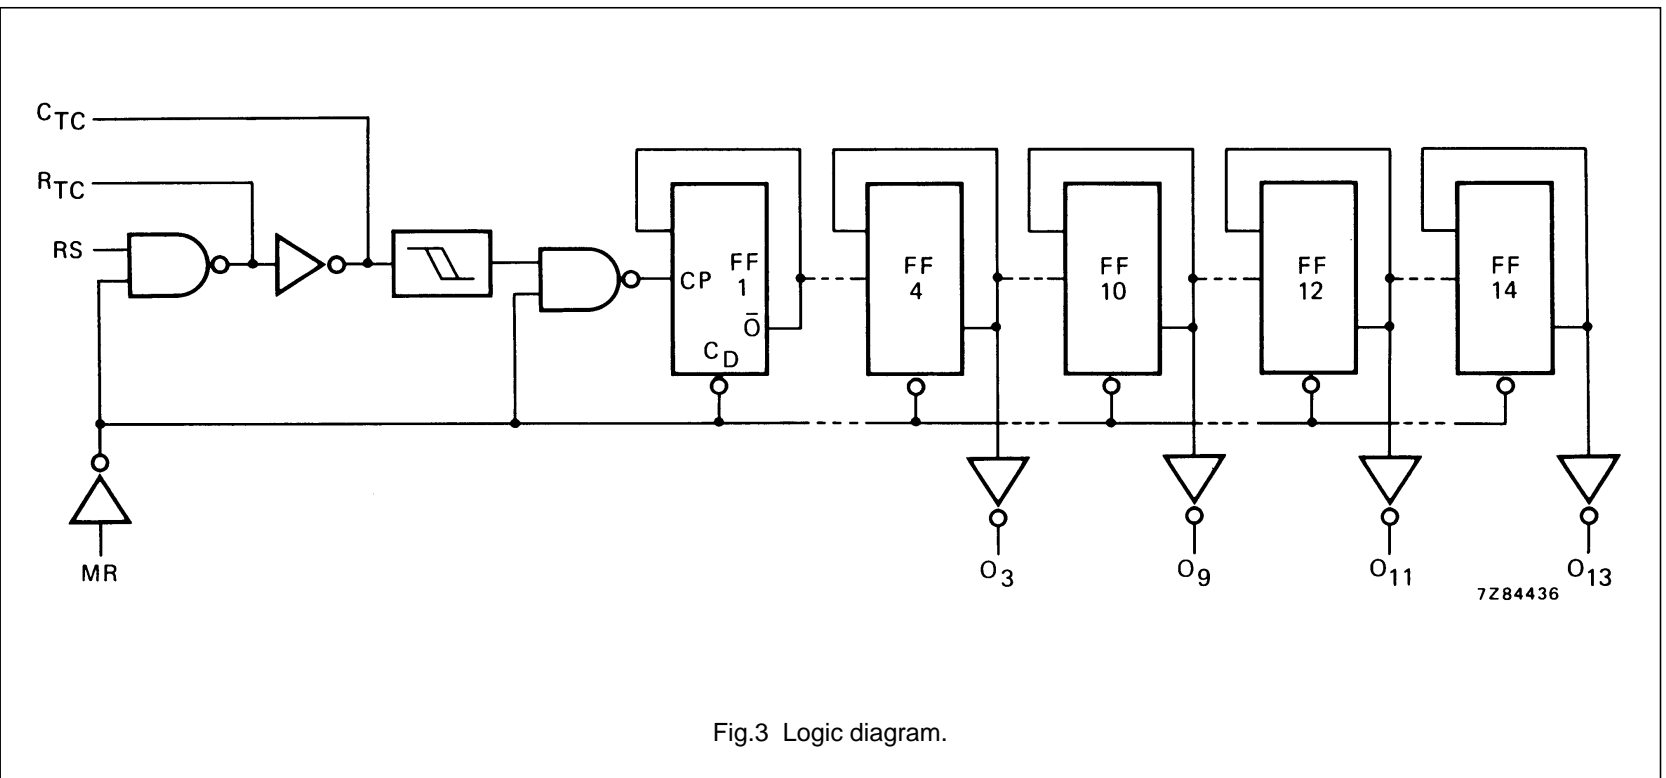 CTC
RTC
RS
CP
FF
1
Ō
CD
FF
4
FF
10
FF
12
FF
14
MR
O3
O9
O11
O13
7Z84436
Fig.3 Logic diagram.